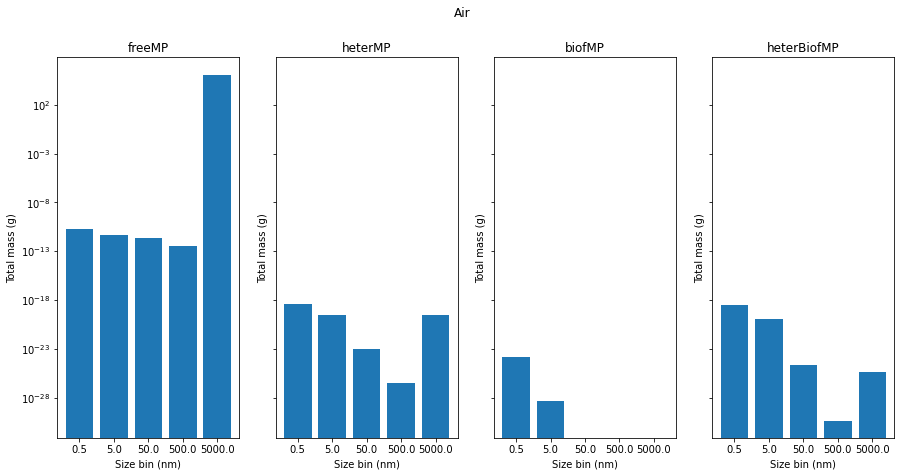 Air
freeMP
heterMP
biofMP
heterBiofMP
Total mass (g)
10^2
10^-3
10^-8
10^-13
10^-18
10^-23
10^-28
Total mass (g)
Total mass (g)
Total mass (g)
0.5 5.0 50.0 500.0 5000.0
0.5 5.0 50.0 500.0 5000.0
0.5 5.0 50.0 500.0 5000.0
0.5 5.0 50.0 500.0 5000.0
Size bin (nm)
Size bin (nm)
Size bin (nm)
Size bin (nm)